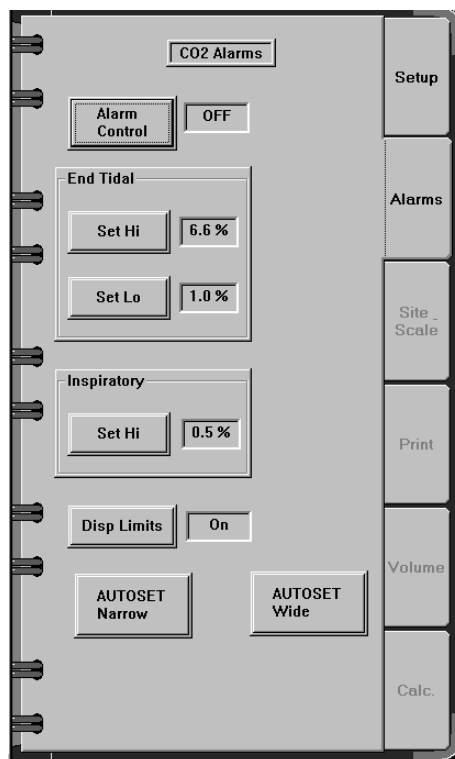 CO2 Alarms
Setup
Alarm
Control
OFF
End Tidal
Alarms
Set Hi
6.6 %
Set Lo
1.0 %
Site _
Scale
Inspiratory
Set Hi
0.5 %
Print
Disp Limits
On
Volume
AUTOSET
Narrow
AUTOSET
Wide
Calc.